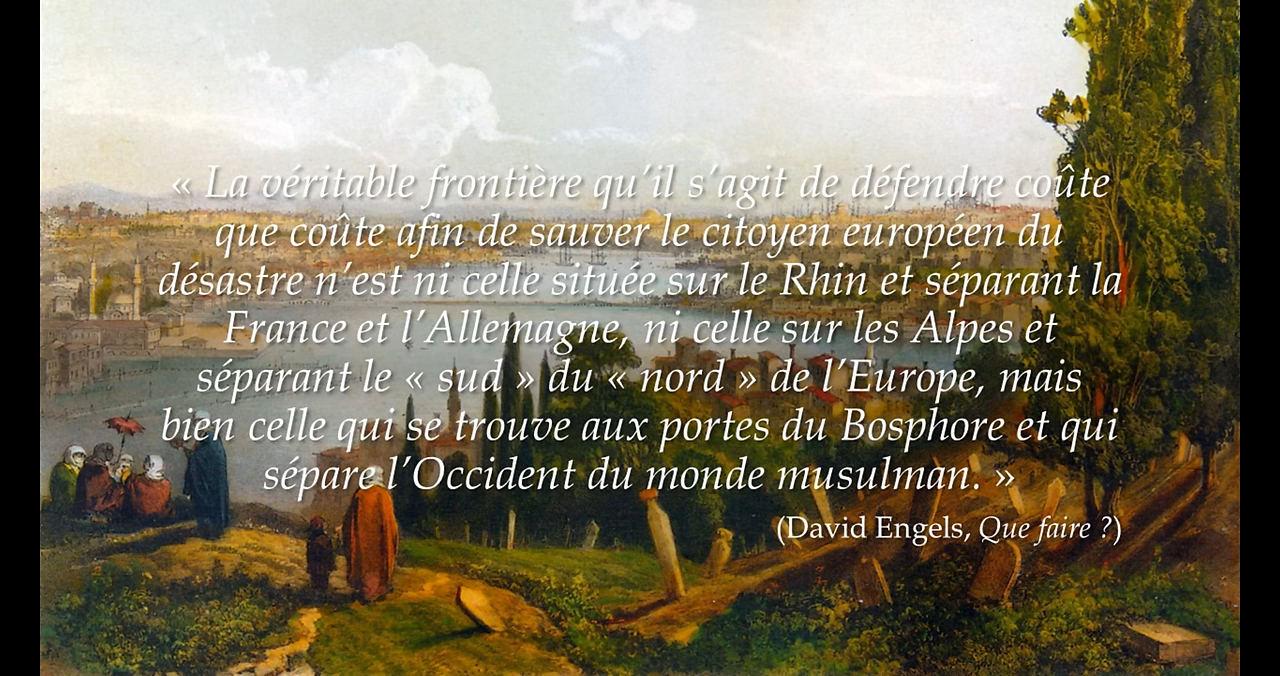 « La véritable frontière qu’il s’agit de défendre coûte
que coûte afin de sauver le citoyen européen du
désastre n’est ni celle située sur le Rhin et séparant la
France et l’Allemagne, ni celle sur les Alpes et
séparant le « sud » du « nord » de l’Europe, mais
bien celle qui se trouve aux portes du Bosphore et qui
sépare l’Occident du monde musulman. »
(David Engels, Que faire ?)